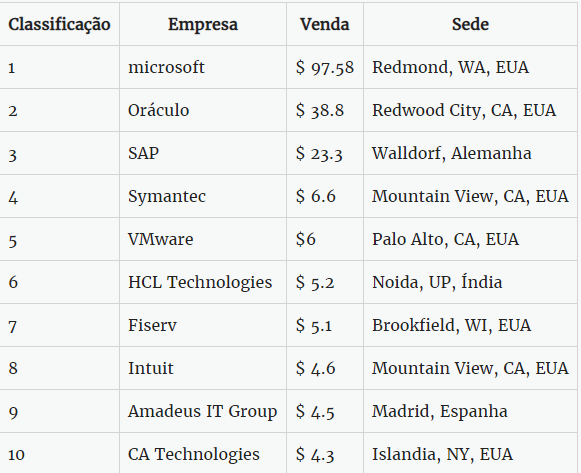 Classificação Empresa Venda Sede
1 microsoft $ 97.58 Redmond, WA, EUA
2 Oráculo $ 38.8 Redwood City, CA, EUA
3 SAP $ 23.3 Walldorf, Alemanha
4 Symantec $ 6.6 Mountain View, CA, EUA
5 VMware $6 Palo Alto, CA, EUA
6 HCL Technologies $ 5.2 Noida, UP, Índia
7 Fiserv $ 5.1 Brookfield, WI, EUA
8 Intuit $ 4.6 Mountain View, CA, EUA
9 Amadeus IT Group $ 4.5 Madrid, Espanha
10 CA Technologies $ 4.3 Islandia, NY, EUA